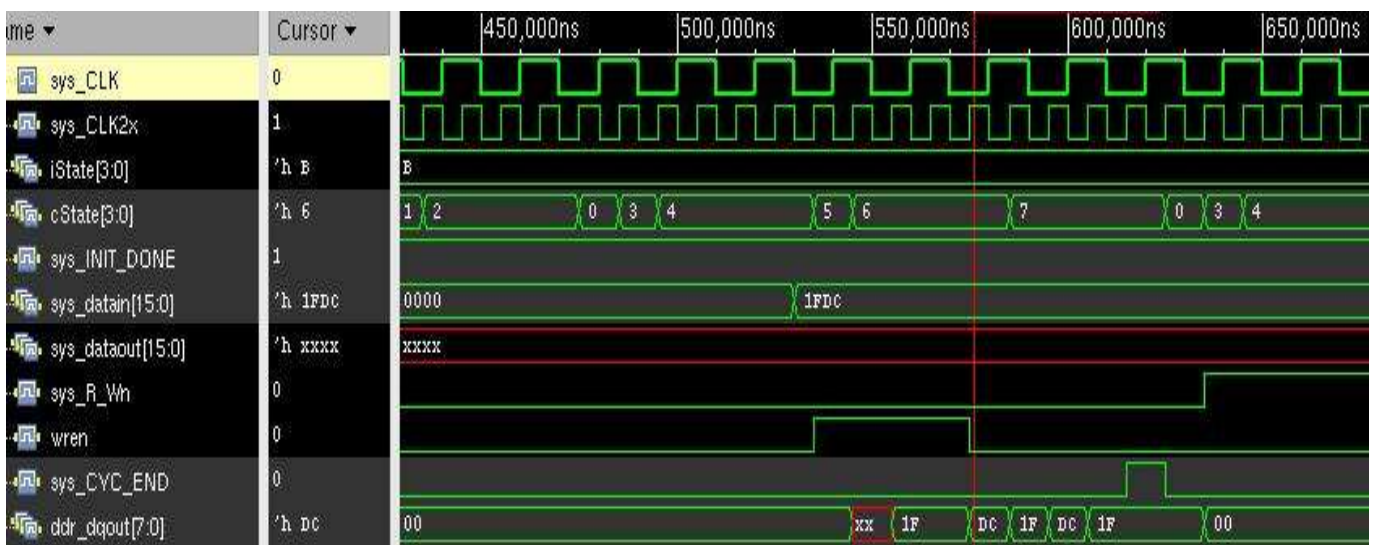 ime Cursor 450,000ns 500,000ns 550,000ns 600,000ns 650,000ns
sys_CLK 0
sys_CLK2x 1
iState[3:0] 'h B B
cState[3:0] 'h 6 1 2 0 3 4 5 6 7 0 3 4
sys_INIT_DONE 1
sys_datain[15:0] 'h 1FDC 0000 1FDC
sys_dataout[15:0] 'h xxxx xxxx
sys_R_Wn 0
wren 0
sys_CYC_END 0
ddr_dqout[7:0] 'h DC 00 xx 1F DC 1F DC 1F 00